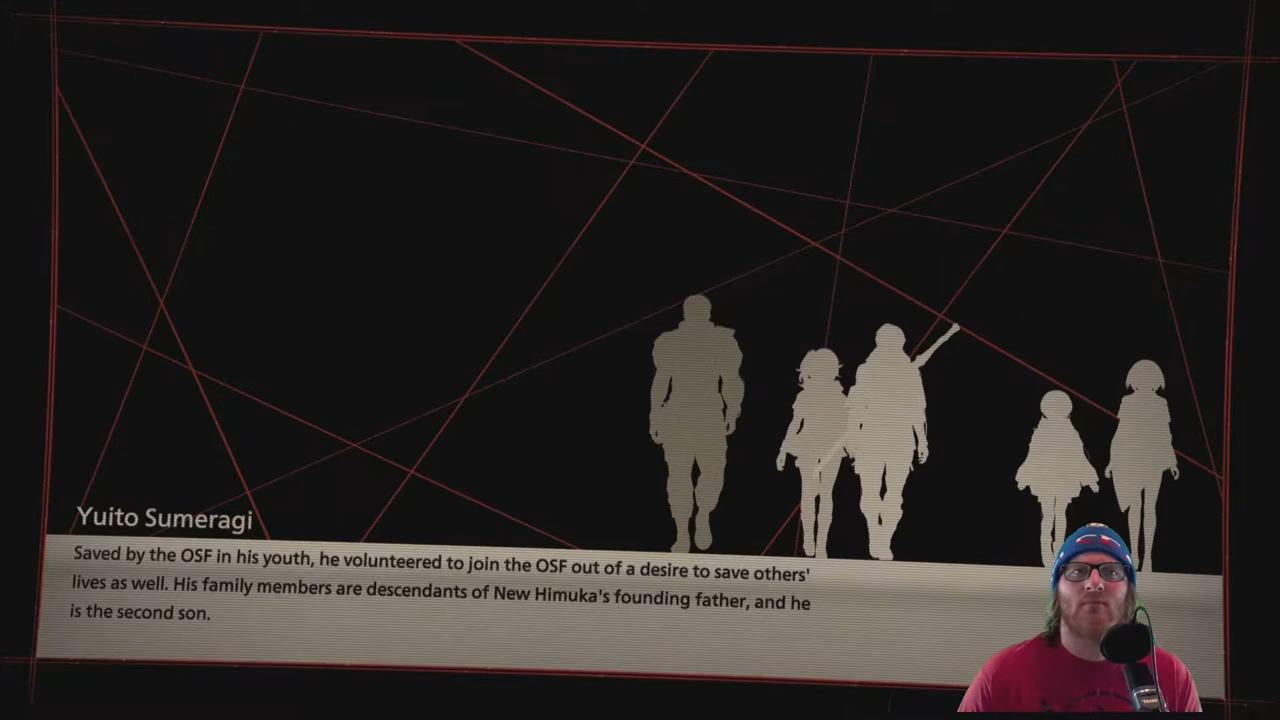 Yuito Sumeragi
Saved by the OSF in his youth, he volunteered to join the OSF out of a desire to save others'
lives as well. His family members are descendants of New Himuka's founding father, and he
is the second son.